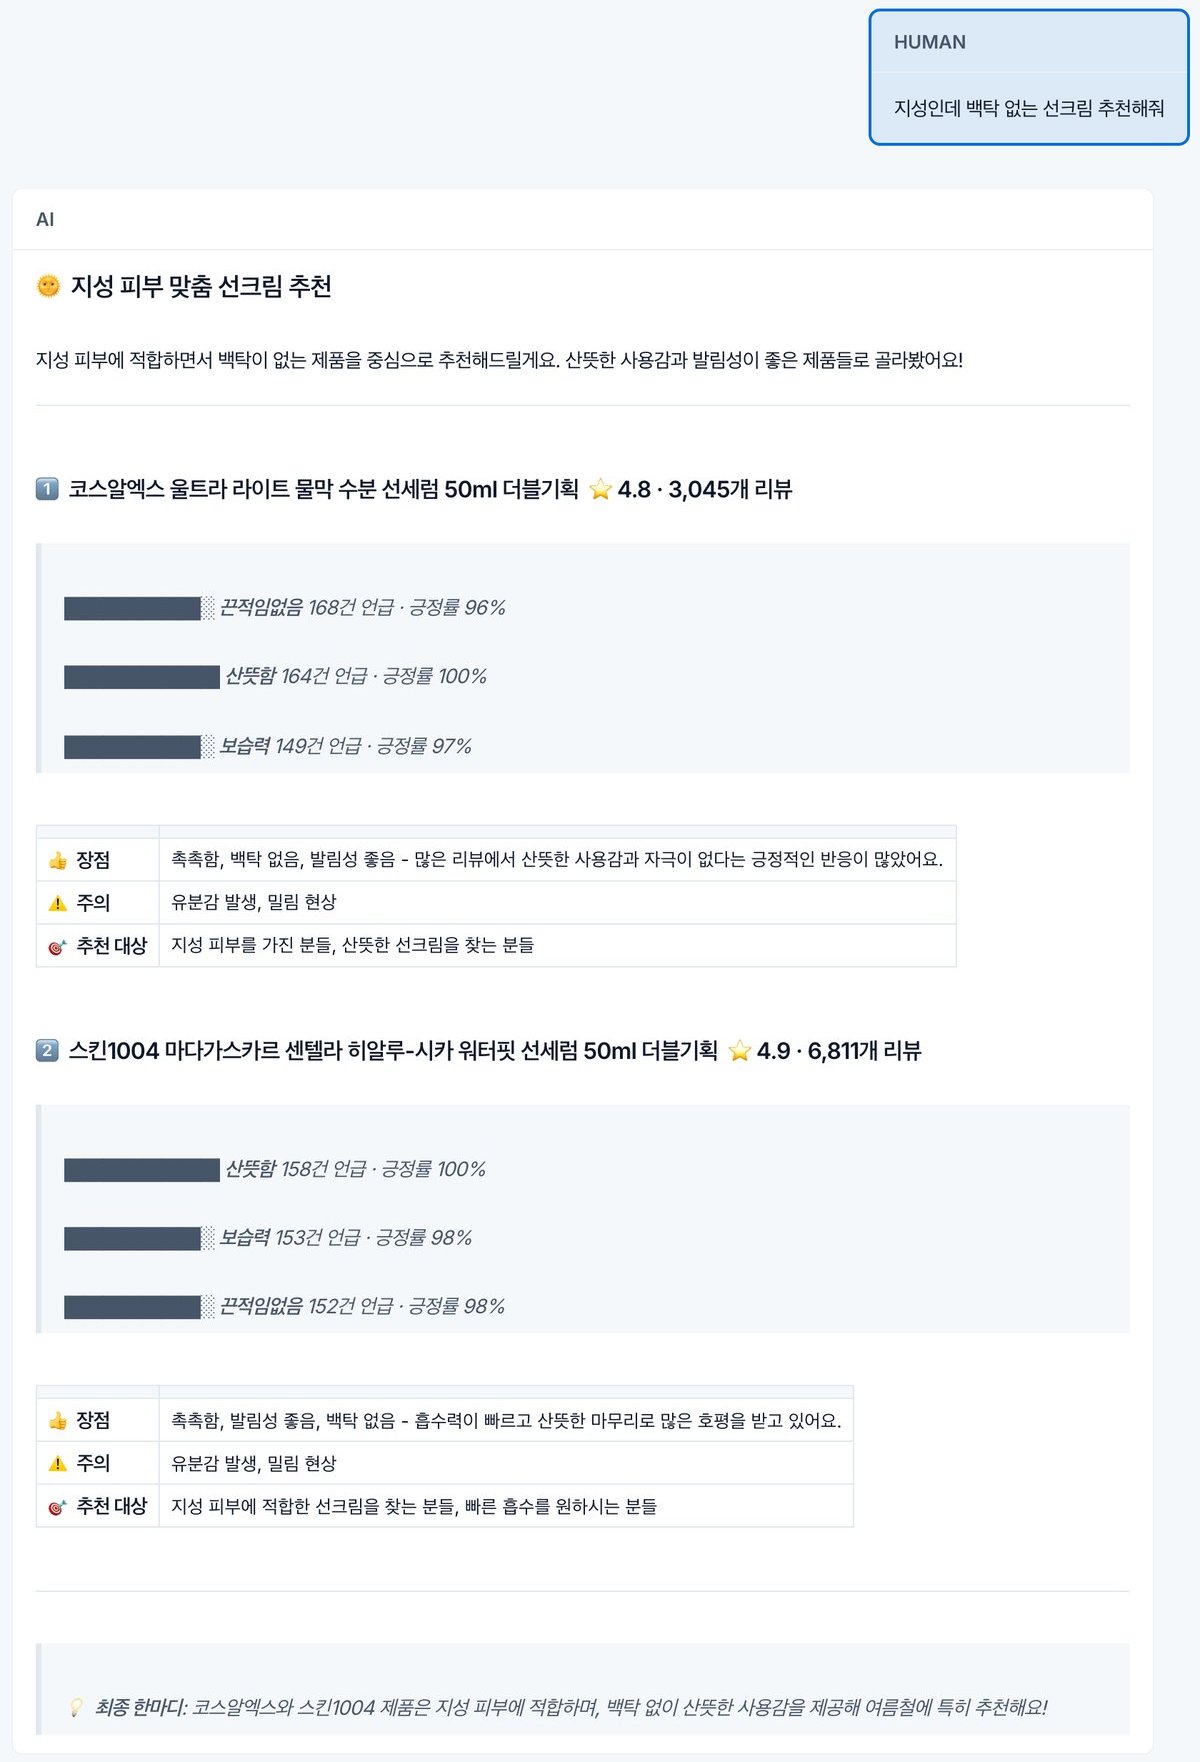 HUMAN
지성인데 백탁 없는 선크림 추천해줘
AI
🌞 지성 피부 맞춤 선크림 추천
지성 피부에 적합하면서 백탁이 없는 제품을 중심으로 추천해드릴게요. 산뜻한 사용감과 발림성이 좋은 제품들로 골라봤어요!
1️⃣ 코스알엑스 울트라 라이트 물막 수분 선세럼 50ml 더블기획 ⭐ 4.8 · 3,045개 리뷰
끈적임없음 168건 언급 · 긍정률 96%
산뜻함 164건 언급 · 긍정률 100%
보습력 149건 언급 · 긍정률 97%
👍 장점 촉촉함, 백탁 없음, 발림성 좋음 - 많은 리뷰에서 산뜻한 사용감과 자극이 없다는 긍정적인 반응이 많았어요.
⚠️ 주의 유분감 발생, 밀림 현상
🎯 추천 대상 지성 피부를 가진 분들, 산뜻한 선크림을 찾는 분들
2️⃣ 스킨1004 마다가스카르 센텔라 히알루-시카 워터핏 선세럼 50ml 더블기획 ⭐ 4.9 · 6,811개 리뷰
산뜻함 158건 언급 · 긍정률 100%
보습력 153건 언급 · 긍정률 98%
끈적임없음 152건 언급 · 긍정률 98%
👍 장점 촉촉함, 발림성 좋음, 백탁 없음 - 흡수력이 빠르고 산뜻한 마무리로 많은 호평을 받고 있어요.
⚠️ 주의 유분감 발생, 밀림 현상
🎯 추천 대상 지성 피부에 적합한 선크림을 찾는 분들, 빠른 흡수를 원하시는 분들
💡 최종 한마디: 코스알엑스와 스킨1004 제품은 지성 피부에 적합하며, 백탁 없이 산뜻한 사용감을 제공해 여름철에 특히 추천해요!